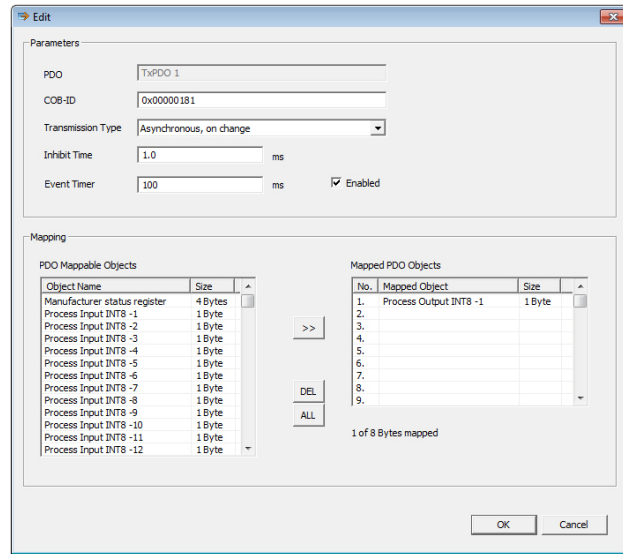 Edit
Parameters
PDO TxPDO 1
COB-ID 0x00000181
Transmission Type Asynchronous, on change
Inhibit Time 1.0 ms
Event Timer 100 ms Enabled
Mapping
PDO Mappable Objects
Object Name Size
Manufacturer status register 4 Bytes
Process Input INT8 -1 1 Byte
Process Input INT8 -2 1 Byte
Process Input INT8 -3 1 Byte
Process Input INT8 -4 1 Byte
Process Input INT8 -5 1 Byte
Process Input INT8 -6 1 Byte
Process Input INT8 -7 1 Byte
Process Input INT8 -8 1 Byte
Process Input INT8 -9 1 Byte
Process Input INT8 -10 1 Byte
Process Input INT8 -11 1 Byte
Process Input INT8 -12 1 Byte
>>
DEL
ALL
Mapped PDO Objects
No. Mapped Object Size
1. Process Output INT8 -1 1 Byte
2.
3.
4.
5.
6.
7.
8.
9.
1 of 8 Bytes mapped
OK Cancel